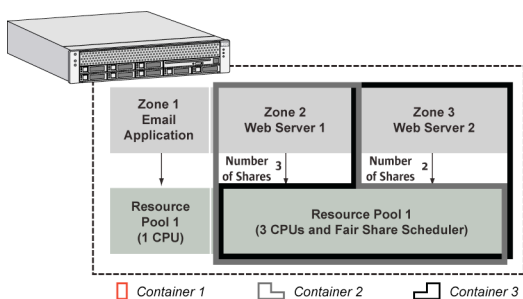 Zone 1
Email
Application
Zone 2
Web Server 1
Zone 3
Web Server 2
Number
of Shares
3
Number
of Shares
2
Resource
Pool 1
(1 CPU)
Resource Pool 1
(3 CPUs and Fair Share Scheduler)
Container 1
Container 2
Container 3